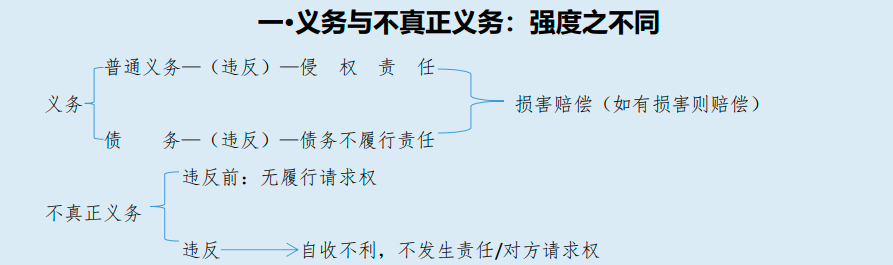 一•义务与不真正义务：强度之不同
普通义务—（违反）—侵 权 责 任
义务
损害赔偿（如有损害则赔偿）
债 务—（违反）—债务不履行责任
违反前：无履行请求权
不真正义务
违反
自收不利，不发生责任/对方请求权